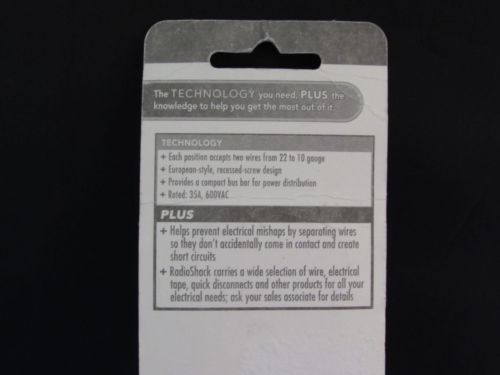 The TECHNOLOGY you need, PLUS the
knowledge to help you get the most out of it.
TECHNOLOGY
+ Each position accepts two wires from 22 to 10 gauge
+ European-style, recessed-screw design
+ Provides a compact bus bar for power distribution
+ Rated: 35A, 600VAC
PLUS
+ Helps prevent electrical mishaps by separating wires
so they don't accidentally come in contact and create
short circuits
+ RadioShack carries a wide selection of wire, electrical
tape, quick disconnects and other products for all your
electrical needs; ask your sales associate for details